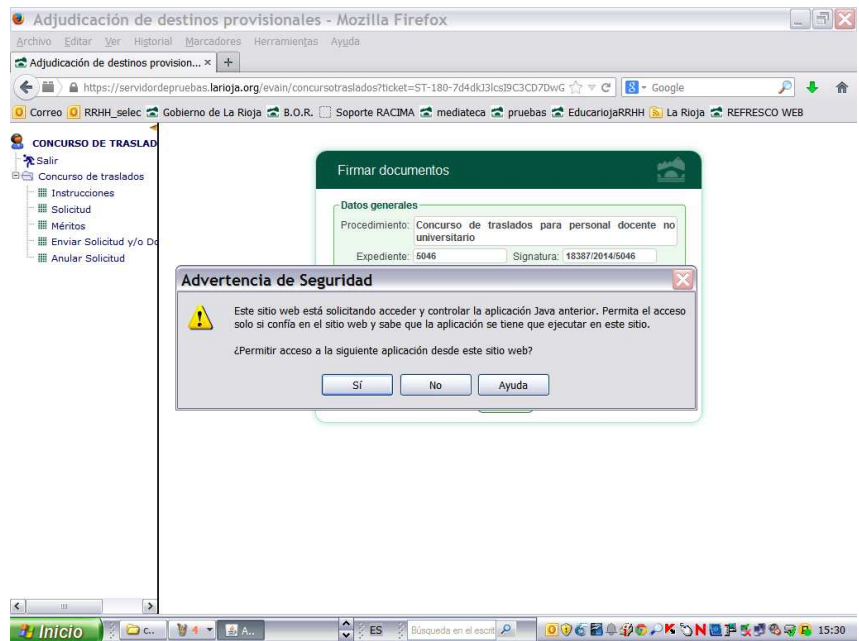 Adjudicación de destinos provisionales - Mozilla Firefox
Archivo Editar Ver Historial Marcadores Herramientas Ayuda
Adjudicación de destinos provision... × +
https://servidordepruebas.larioja.org/evain/concursotraslados?ticket=ST-180-7d4dkJ3lcsI9C3CD7DwG
Google
Correo RRHH_selec Gobierno de La Rioja B.O.R. Soporte RACIMA mediateca pruebas EducariojaRRHH La Rioja REFRESCO WEB
CONCURSO DE TRASLAD
Salir
Concurso de traslados
Instrucciones
Solicitud
Méritos
Enviar Solicitud y/o Do
Anular Solicitud
Firmar documentos
Datos generales
Procedimiento: Concurso de traslados para personal docente no
universitario
Expediente: 5046 Signatura: 18387/2014/5046
Advertencia de Seguridad
Este sitio web está solicitando acceder y controlar la aplicación Java anterior. Permita el acceso
solo si confía en el sitio web y sabe que la aplicación se tiene que ejecutar en este sitio.
¿Permitir acceso a la siguiente aplicación desde este sitio web?
Sí No Ayuda
Inicio c... 4 A... ES Búsqueda en el escrit 15:30